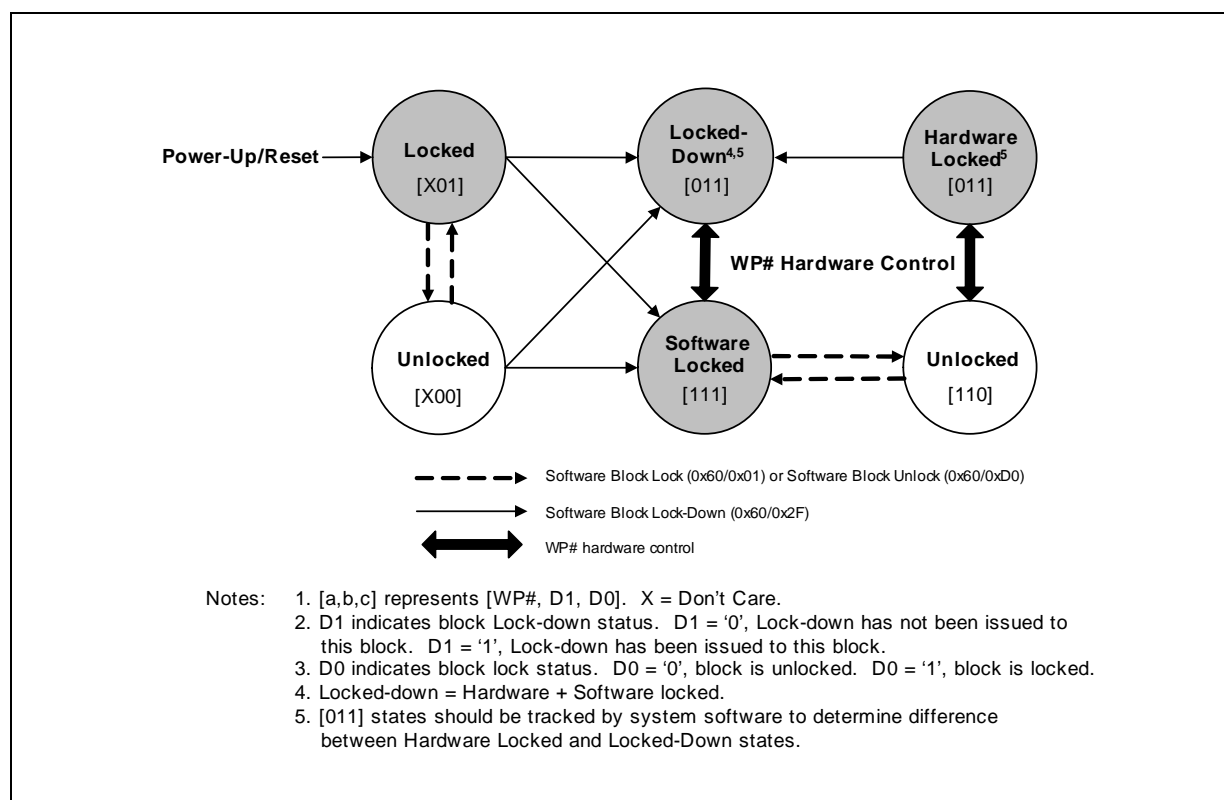 Power-Up/Reset
Locked
[X01]
Locked-
Down4,5
[011]
Hardware
Locked5
[011]
WP# Hardware Control
Unlocked
[X00]
Software
Locked
[111]
Unlocked
[110]
Software Block Lock (0x60/0x01) or Software Block Unlock (0x60/0xD0)
Software Block Lock-Down (0x60/0x2F)
WP# hardware control
Notes: 1. [a,b,c] represents [WP#, D1, D0]. X = Don't Care.
2. D1 indicates block Lock-down status. D1 = ‘0’, Lock-down has not been issued to
this block. D1 = ‘1’, Lock-down has been issued to this block.
3. D0 indicates block lock status. D0 = ‘0’, block is unlocked. D0 = ‘1’, block is locked.
4. Locked-down = Hardware + Software locked.
5. [011] states should be tracked by system software to determine difference
between Hardware Locked and Locked-Down states.